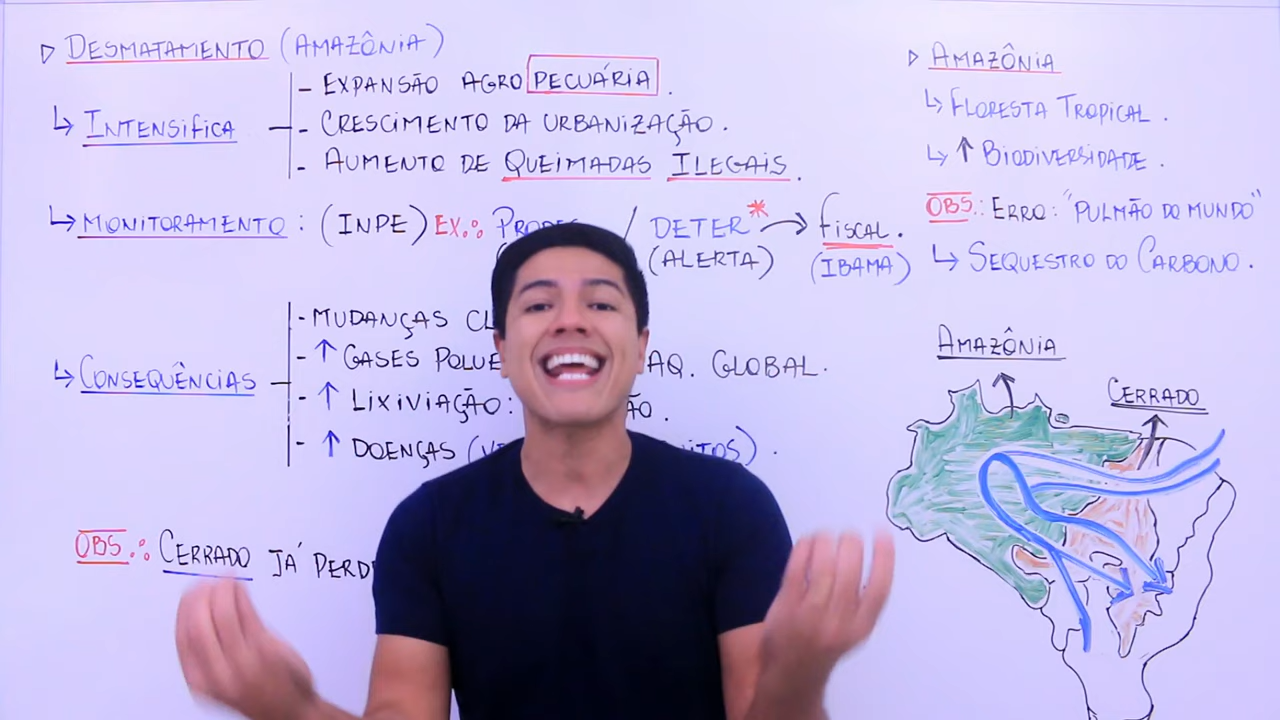 ▷ DESMATAMENTO (AMAZÔNIA)
↳ INTENSIFICA
- EXPANSÃO AGROPECUÁRIA.
- CRESCIMENTO DA URBANIZAÇÃO.
- AUMENTO DE QUEIMADAS ILEGAIS.
↳ MONITORAMENTO: (INPE) EX.: / DETER* → FISCAL.
(ALERTA) (IBAMA)
↳ CONSEQUÊNCIAS
- MUDANÇAS
- ↑ GASES GLOBAL.
- ↑ LIXIVIAÇÃO:
- ↑ DOENÇAS
OBS.: CERRADO JÁ
▷ AMAZÔNIA
↳ FLORESTA TROPICAL.
↳ ↑ BIODIVERSIDADE.
OBS.: ERRO: "PULMÃO DO MUNDO"
↳ SEQUESTRO DO CARBONO.
AMAZÔNIA
CERRADO